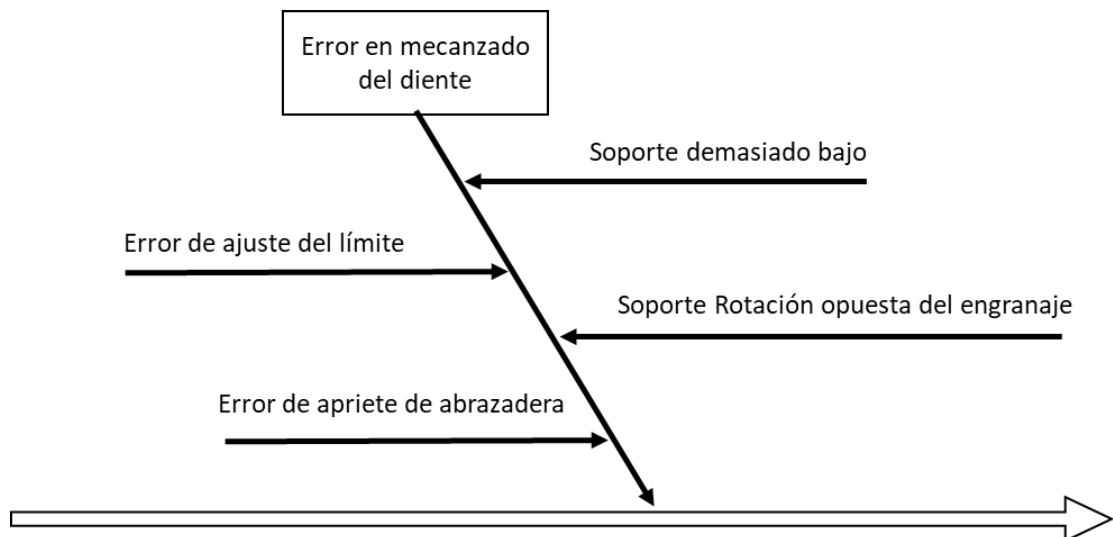 Error en mecanzado
del diente
Soporte demasiado bajo
Error de ajuste del límite
Soporte Rotación opuesta del engranaje
Error de apriete de abrazadera